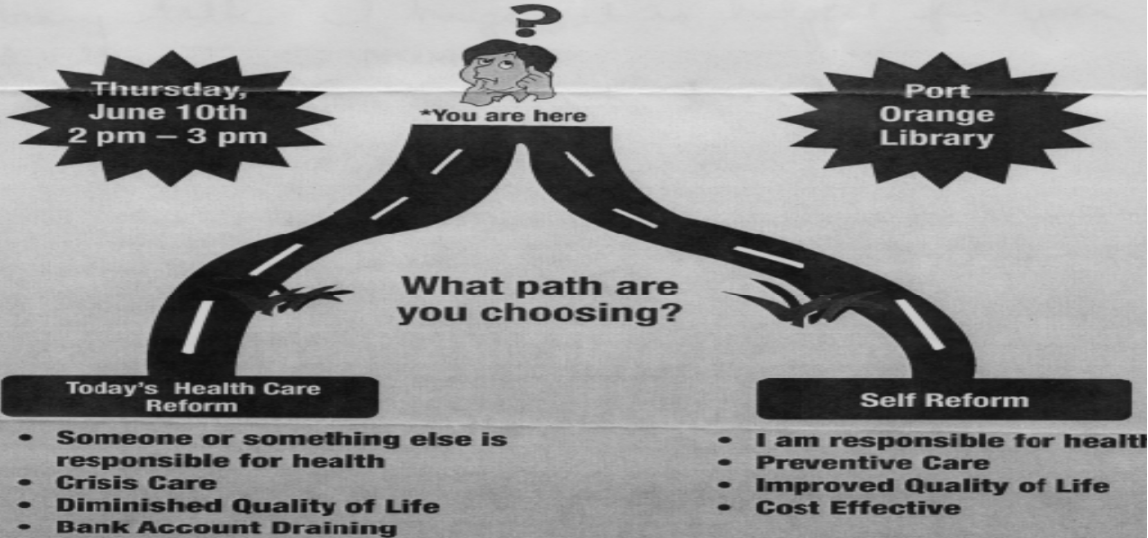 ?
Thursday,
June 10th
2 pm – 3 pm
Port
Orange
Library
*You are here
What path are
you choosing?
Today's Health Care
Reform
• Someone or something else is
responsible for health
• Crisis Care
• Diminished Quality of Life
• Bank Account Draining
Self Reform
• I am responsible for health
• Preventive Care
• Improved Quality of Life
• Cost Effective